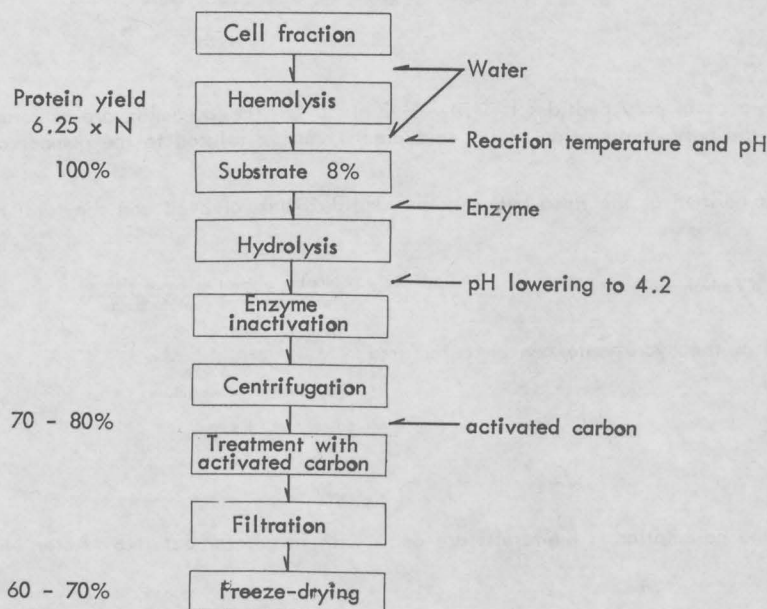 Cell fraction
Water
Protein yield
6.25 x N
Haemolysis
Reaction temperature and pH
100%
Substrate 8%
Enzyme
Hydrolysis
pH lowering to 4.2
Enzyme
inactivation
Centrifugation
70 - 80%
activated carbon
Treatment with
activated carbon
Filtration
60 - 70%
Freeze-drying